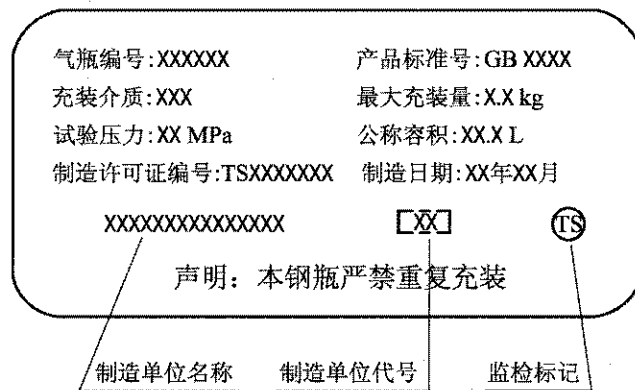 气瓶编号:XXXXXX 产品标准号:GB XXXX
充装介质:XXX 最大充装量:X.X kg
试验压力:XX MPa 公称容积:XX.X L
制造许可证编号:TSXXXXXXX 制造日期:XX年XX月
XXXXXXXXXXXXXXX [XX] TS
声明：本钢瓶严禁重复充装
制造单位名称 制造单位代号 监检标记